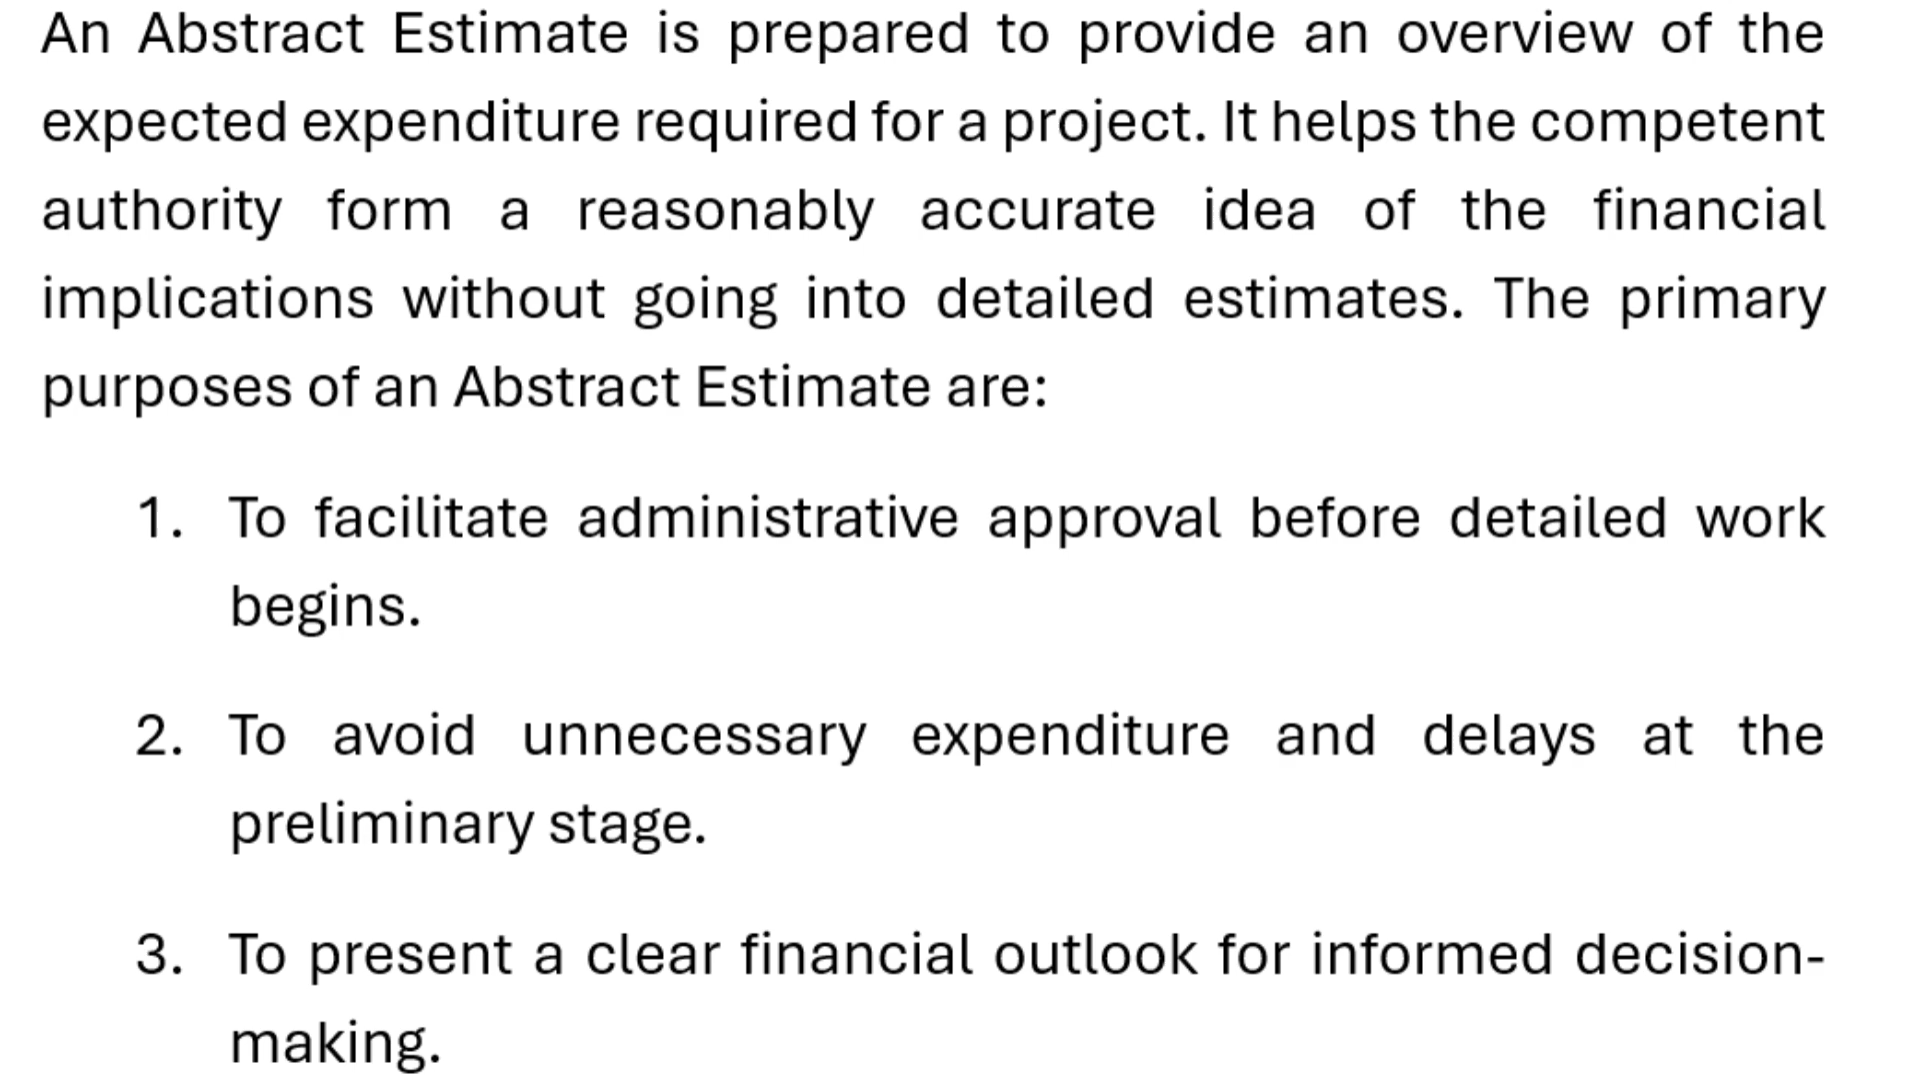 An Abstract Estimate is prepared to provide an overview of the
expected expenditure required for a project. It helps the competent
authority form a reasonably accurate idea of the financial
implications without going into detailed estimates. The primary
purposes of an Abstract Estimate are:
1. To facilitate administrative approval before detailed work
begins.
2. To avoid unnecessary expenditure and delays at the
preliminary stage.
3. To present a clear financial outlook for informed decision-
making.